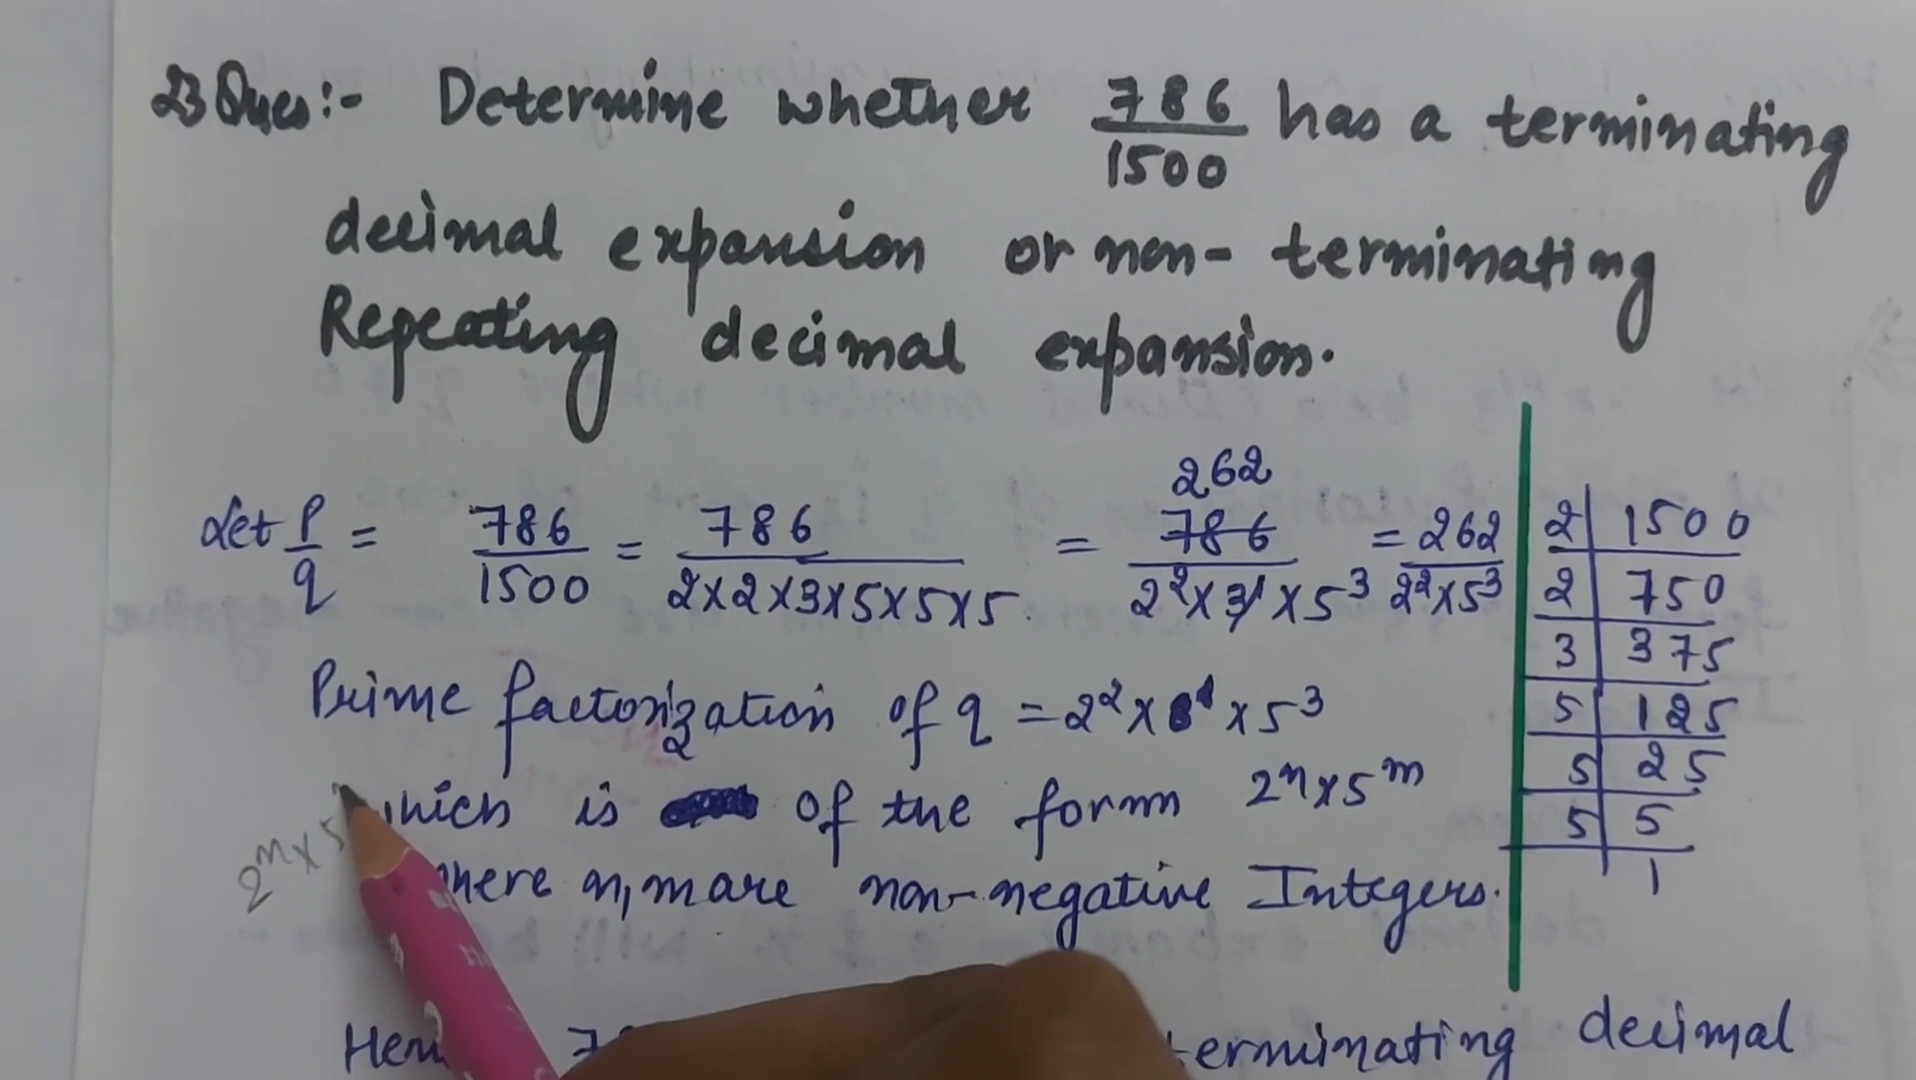 23 Ques:- Determine whether 786/1500 has a terminating
decimal expansion or non-terminating
Repeating decimal expansion.
Let p/q = 786/1500 = 786/2×2×3×5×5×5 = 262 786/2²×3¹×5³ = 262/2²×5³
Prime factorization of q = 2² × 1 × 5³
which is of the form 2ⁿ×5ᵐ
where n, m are non-negative Integers.
2ᵐ×5
terminating decimal
2 1500
2 750
3 375
5 125
5 25
5 5
1